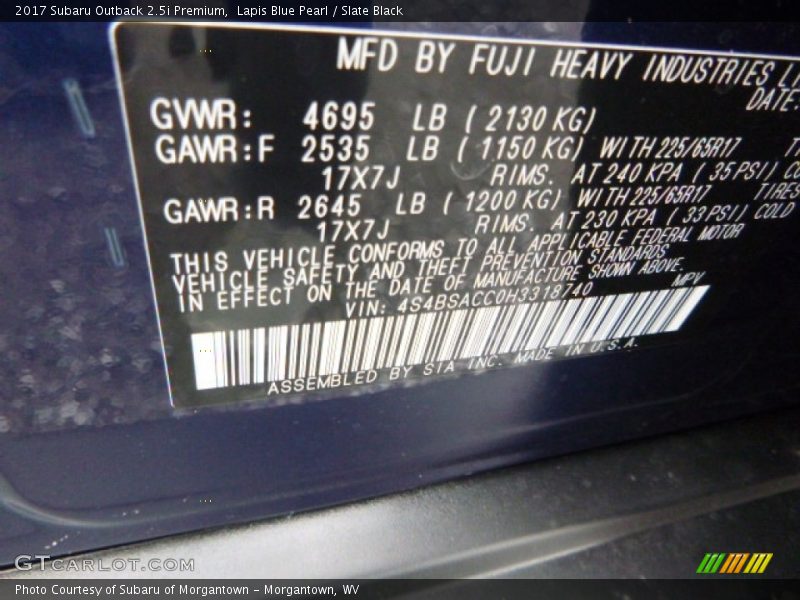 2017 Subaru Outback 2.5i Premium,  Lapis Blue Pearl / Slate Black
MFD BY FUJI HEAVY INDUSTRIES
DATE:
GVWR: 4695 LB ( 2130 KG)
GAWR:F 2535 LB ( 1150 KG) WITH 225/65R17
17X7J RIMS. AT 240 KPA ( 35 PSI)
GAWR:R 2645 LB ( 1200 KG) WITH 225/65R17 TIRES
17X7J RIMS. AT 230 KPA ( 33 PSI) COLD
THIS VEHICLE CONFORMS TO ALL APPLICABLE FEDERAL MOTOR
VEHICLE SAFETY AND THEFT PREVENTION STANDARDS
IN EFFECT ON THE DATE OF MANUFACTURE SHOWN ABOVE.
VIN: 4S4BSACC0H3318740 MPV
ASSEMBLED BY SIA INC. MADE IN U.S.A.
GTCARLOT.COM
Photo Courtesy of Subaru of Morgantown - Morgantown, WV